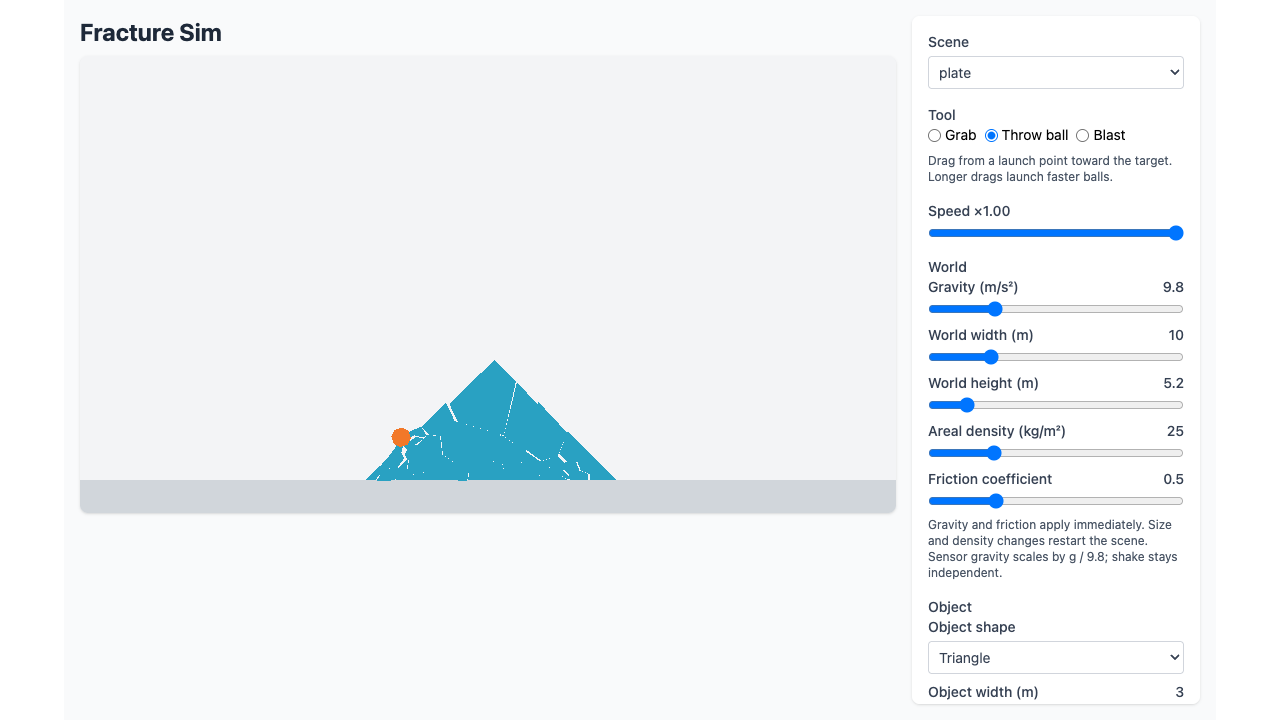 Fracture Sim
Scene
plate
Tool
Grab Throw ball Blast
Drag from a launch point toward the target.
Longer drags launch faster balls.
Speed ×1.00
World
Gravity (m/s²) 9.8
World width (m) 10
World height (m) 5.2
Areal density (kg/m²) 25
Friction coefficient 0.5
Gravity and friction apply immediately. Size
and density changes restart the scene.
Sensor gravity scales by g / 9.8; shake stays
independent.
Object
Object shape
Triangle
Object width (m) 3